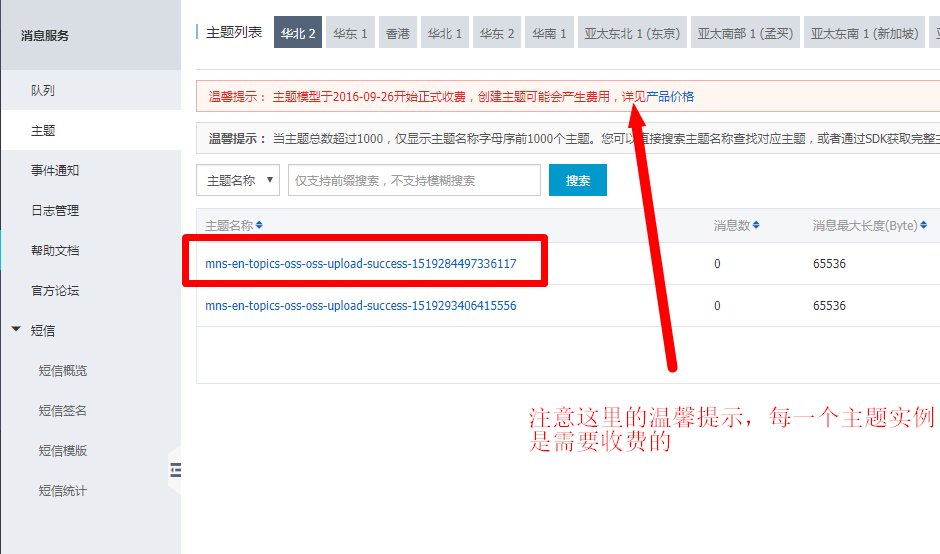 消息服务
队列
主题
事件通知
日志管理
帮助文档
官方论坛
短信
短信概览
短信签名
短信模版
短信统计
主题列表 华北 2 华东 1 香港 华北 1 华东 2 华南 1 亚太东北 1 (东京) 亚太南部 1 (孟买) 亚太东南 1 (新加坡)
温馨提示： 主题模型于2016-09-26开始正式收费，创建主题可能会产生费用，详见产品价格
温馨提示： 当主题总数超过1000，仅显示主题名称字母序前1000个主题。您可以直接搜索主题名称查找对应主题，或者通过SDK获取完整主
主题名称 仅支持前缀搜索，不支持模糊搜索 搜索
主题名称 消息数 消息最大长度(Byte)
mns-en-topics-oss-oss-upload-success-1519284497336117 0 65536
mns-en-topics-oss-oss-upload-success-1519293406415556 0 65536
注意这里的温馨提示，每一个主题实例
是需要收费的